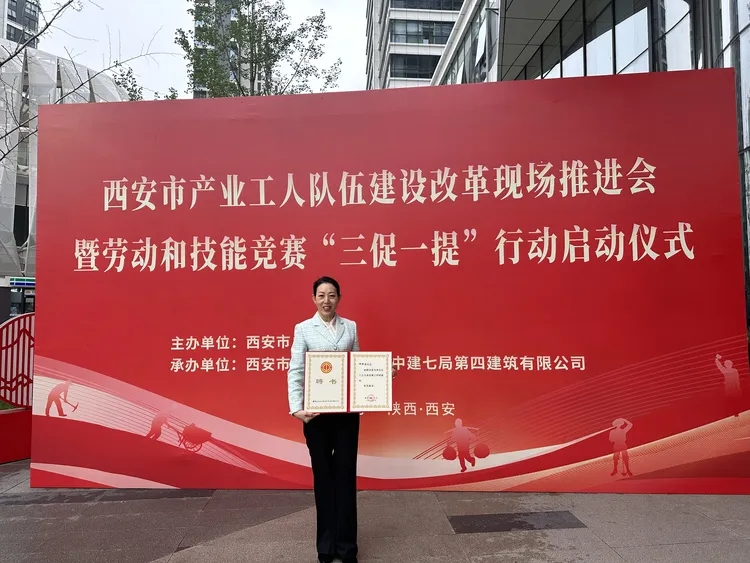 西安市产业工人队伍建设改革现场推进会
暨劳动和技能竞赛“三促一提”行动启动仪式
主办单位：西安市
承办单位：西安市 中建七局第四建筑有限公司
陕西·西安
聘书